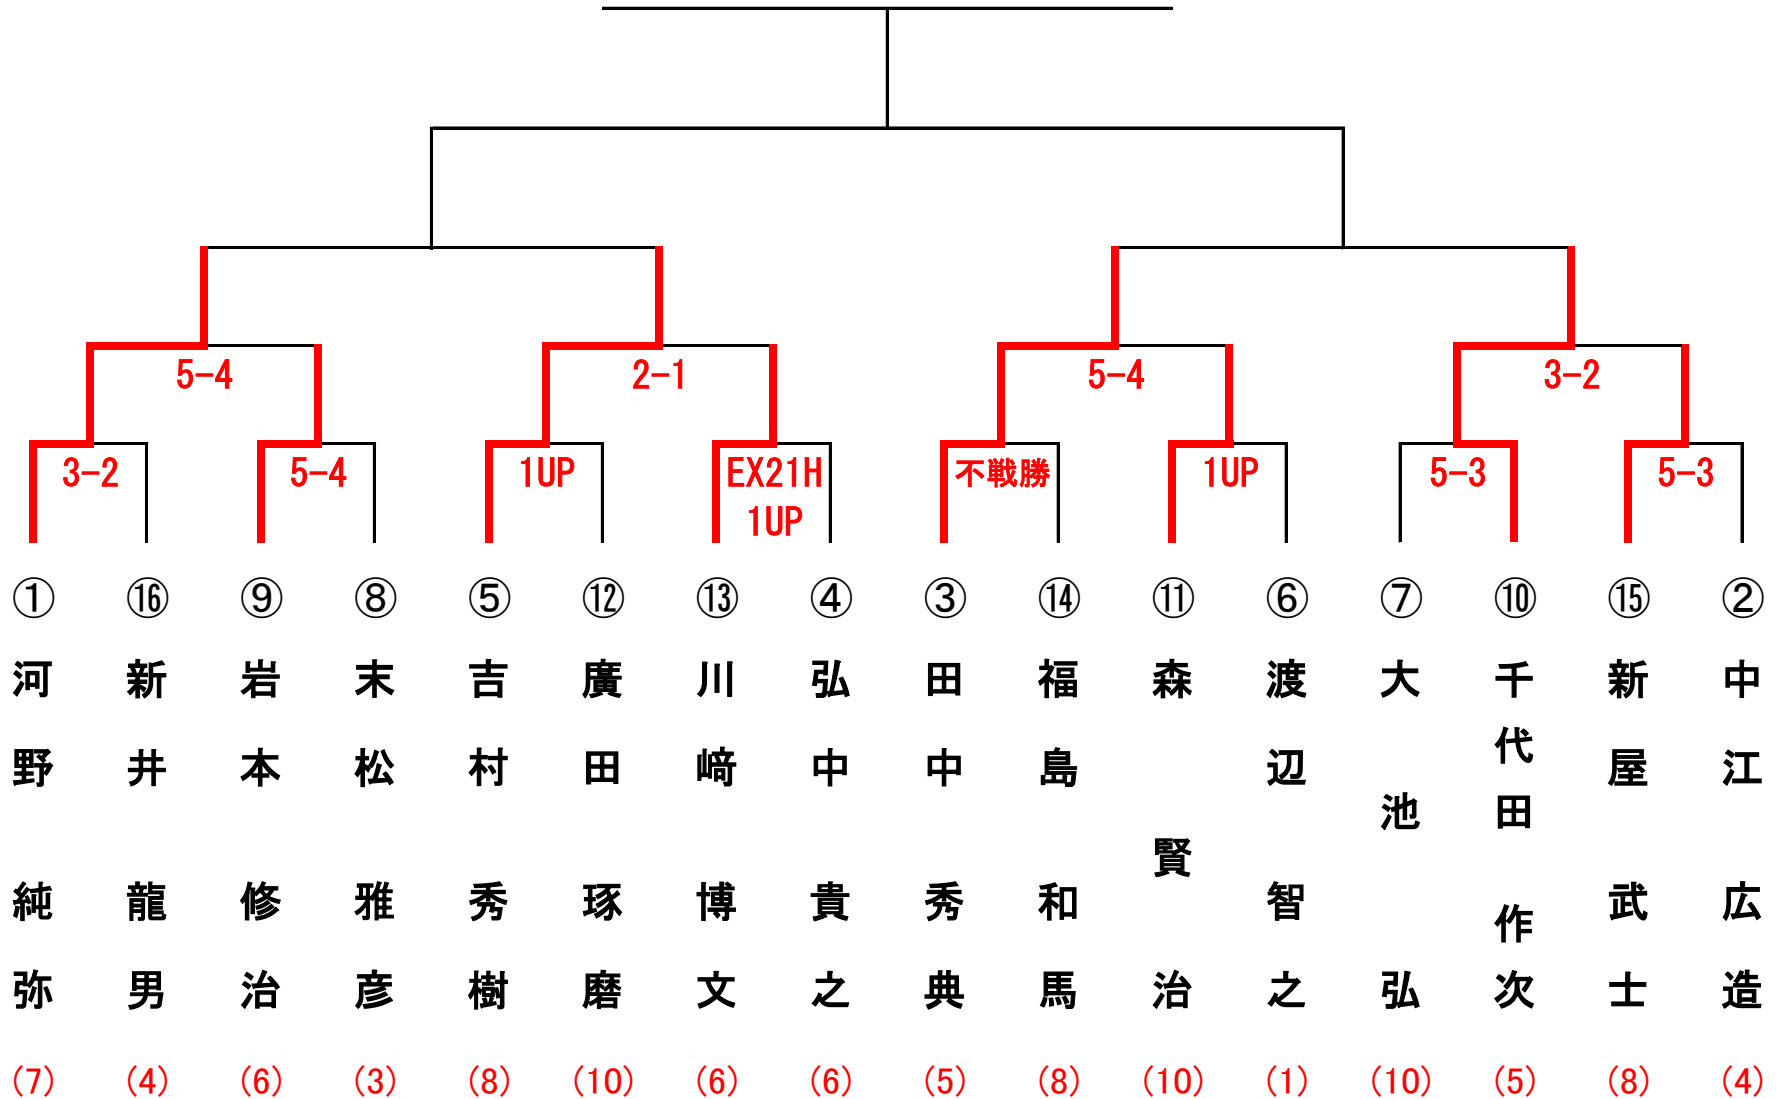 5-4
2-1
5-4
3-2
3-2
5-4
1UP
EX21H
1UP
不戦勝
1UP
5-3
5-3
① ⑯ ⑨ ⑧ ⑤ ⑫ ⑬ ④ ③ ⑭ ⑪ ⑥ ⑦ ⑩ ⑮ ②
河野 純弥
新井 龍男
岩本 修治
末松 雅彦
吉村 秀樹
廣田 琢磨
川﨑 博文
弘中 貴之
田中 秀典
福島 和馬
森 賢治
渡辺 智之
大池 弘
千代田 作次
新屋 武士
中江 広造
(7) (4) (6) (3) (8) (10) (6) (6) (5) (8) (10) (1) (10) (5) (8) (4)